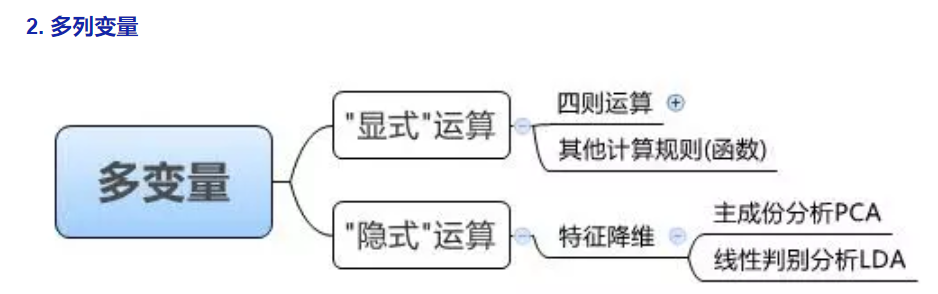 2. 多列变量
多变量
"显式"运算
四则运算
其他计算规则(函数)
"隐式"运算
特征降维
主成份分析PCA
线性判别分析LDA